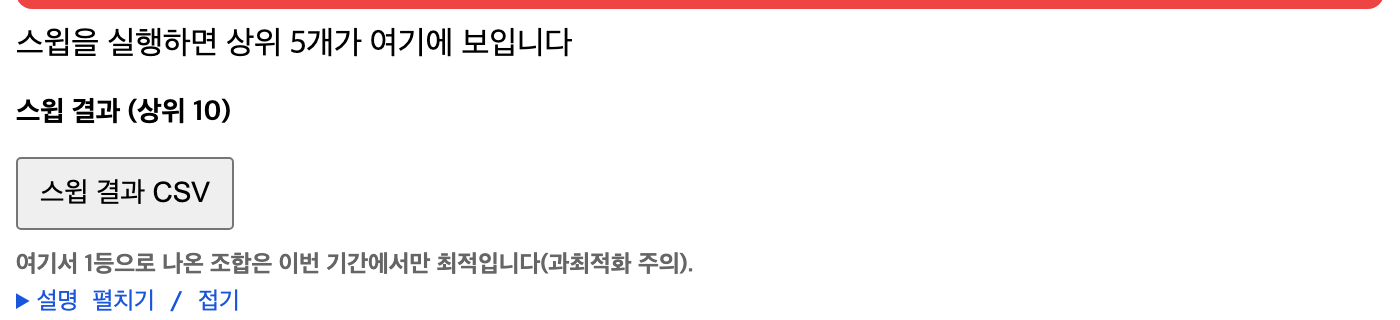 스윕을 실행하면 상위 5개가 여기에 보입니다
스윕 결과 (상위 10)
스윕 결과 CSV
여기서 1등으로 나온 조합은 이번 기간에서만 최적입니다(과최적화 주의).
▶ 설명 펼치기 / 접기